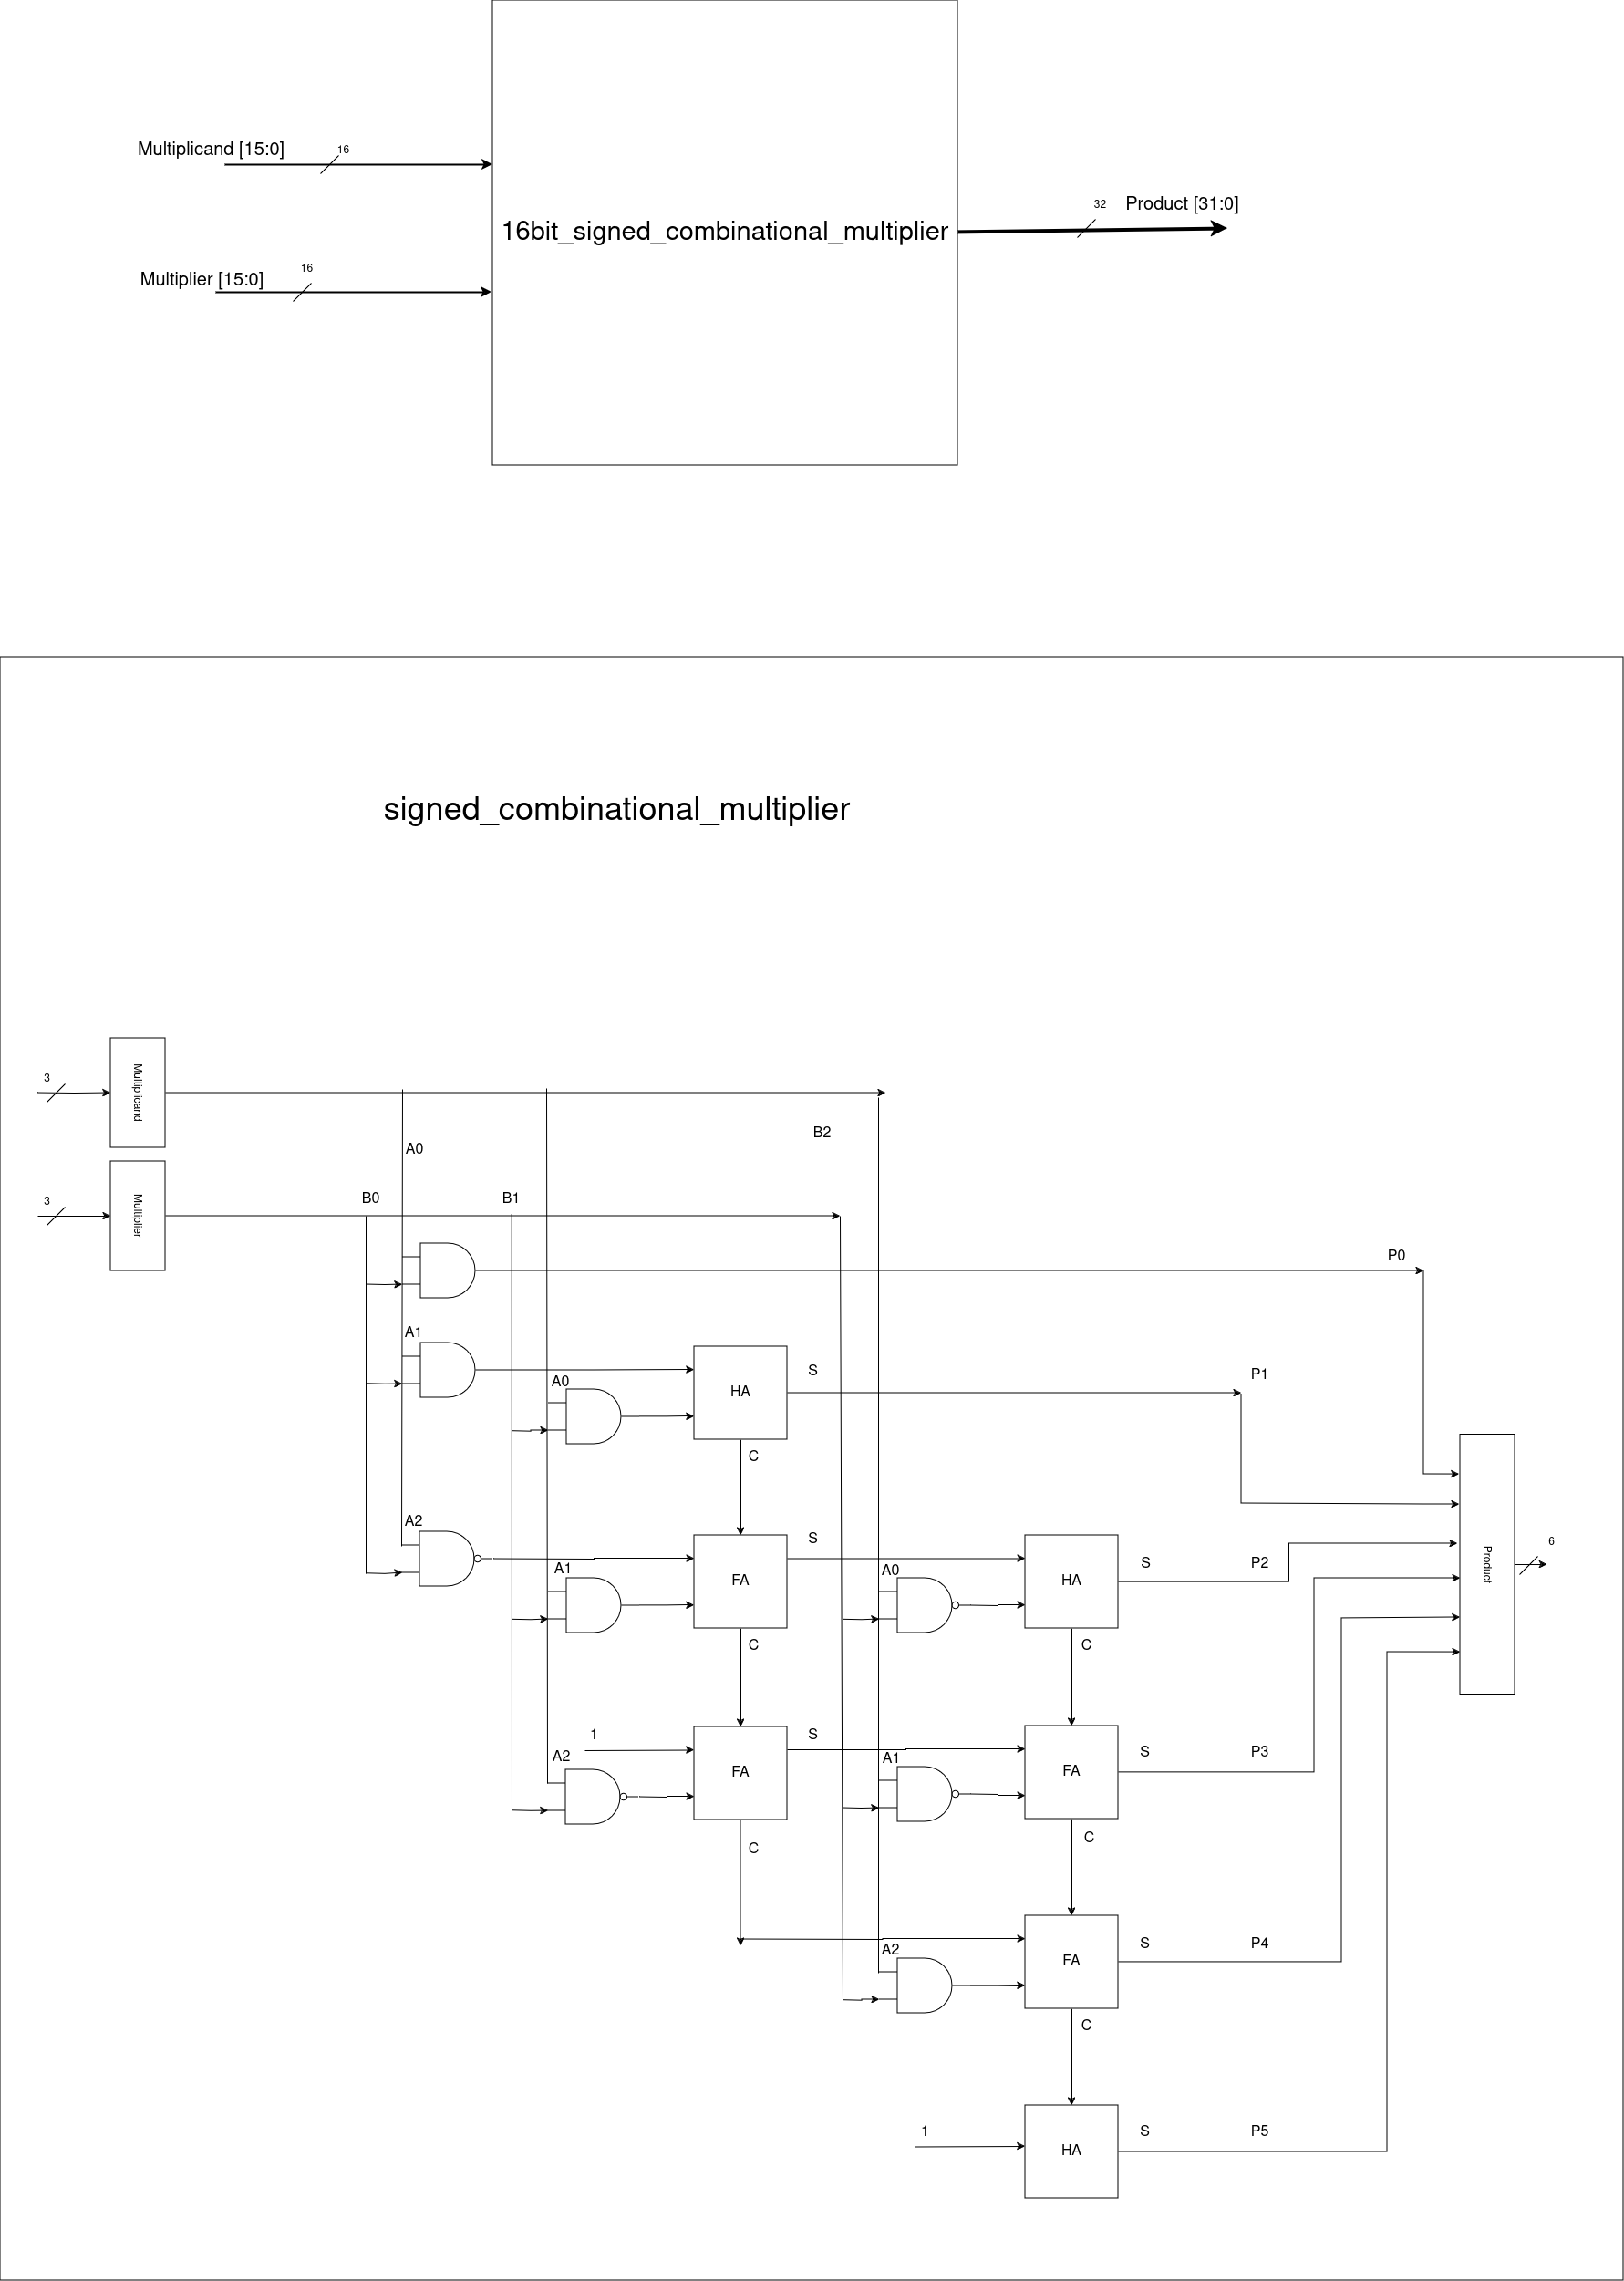 Multiplicand [15:0]
16
Multiplier [15:0]
16
16bit_signed_combinational_multiplier
32
Product [31:0]
signed_combinational_multiplier
3
Multiplicand
B2
A0
3
Multiplier
B0
B1
P0
A1
A0
HA
S
P1
C
A2
A1
FA
S
A0
HA
S
P2
Product
6
C
C
1
A2
FA
S
A1
FA
S
P3
C
C
A2
FA
S
P4
C
1
HA
S
P5